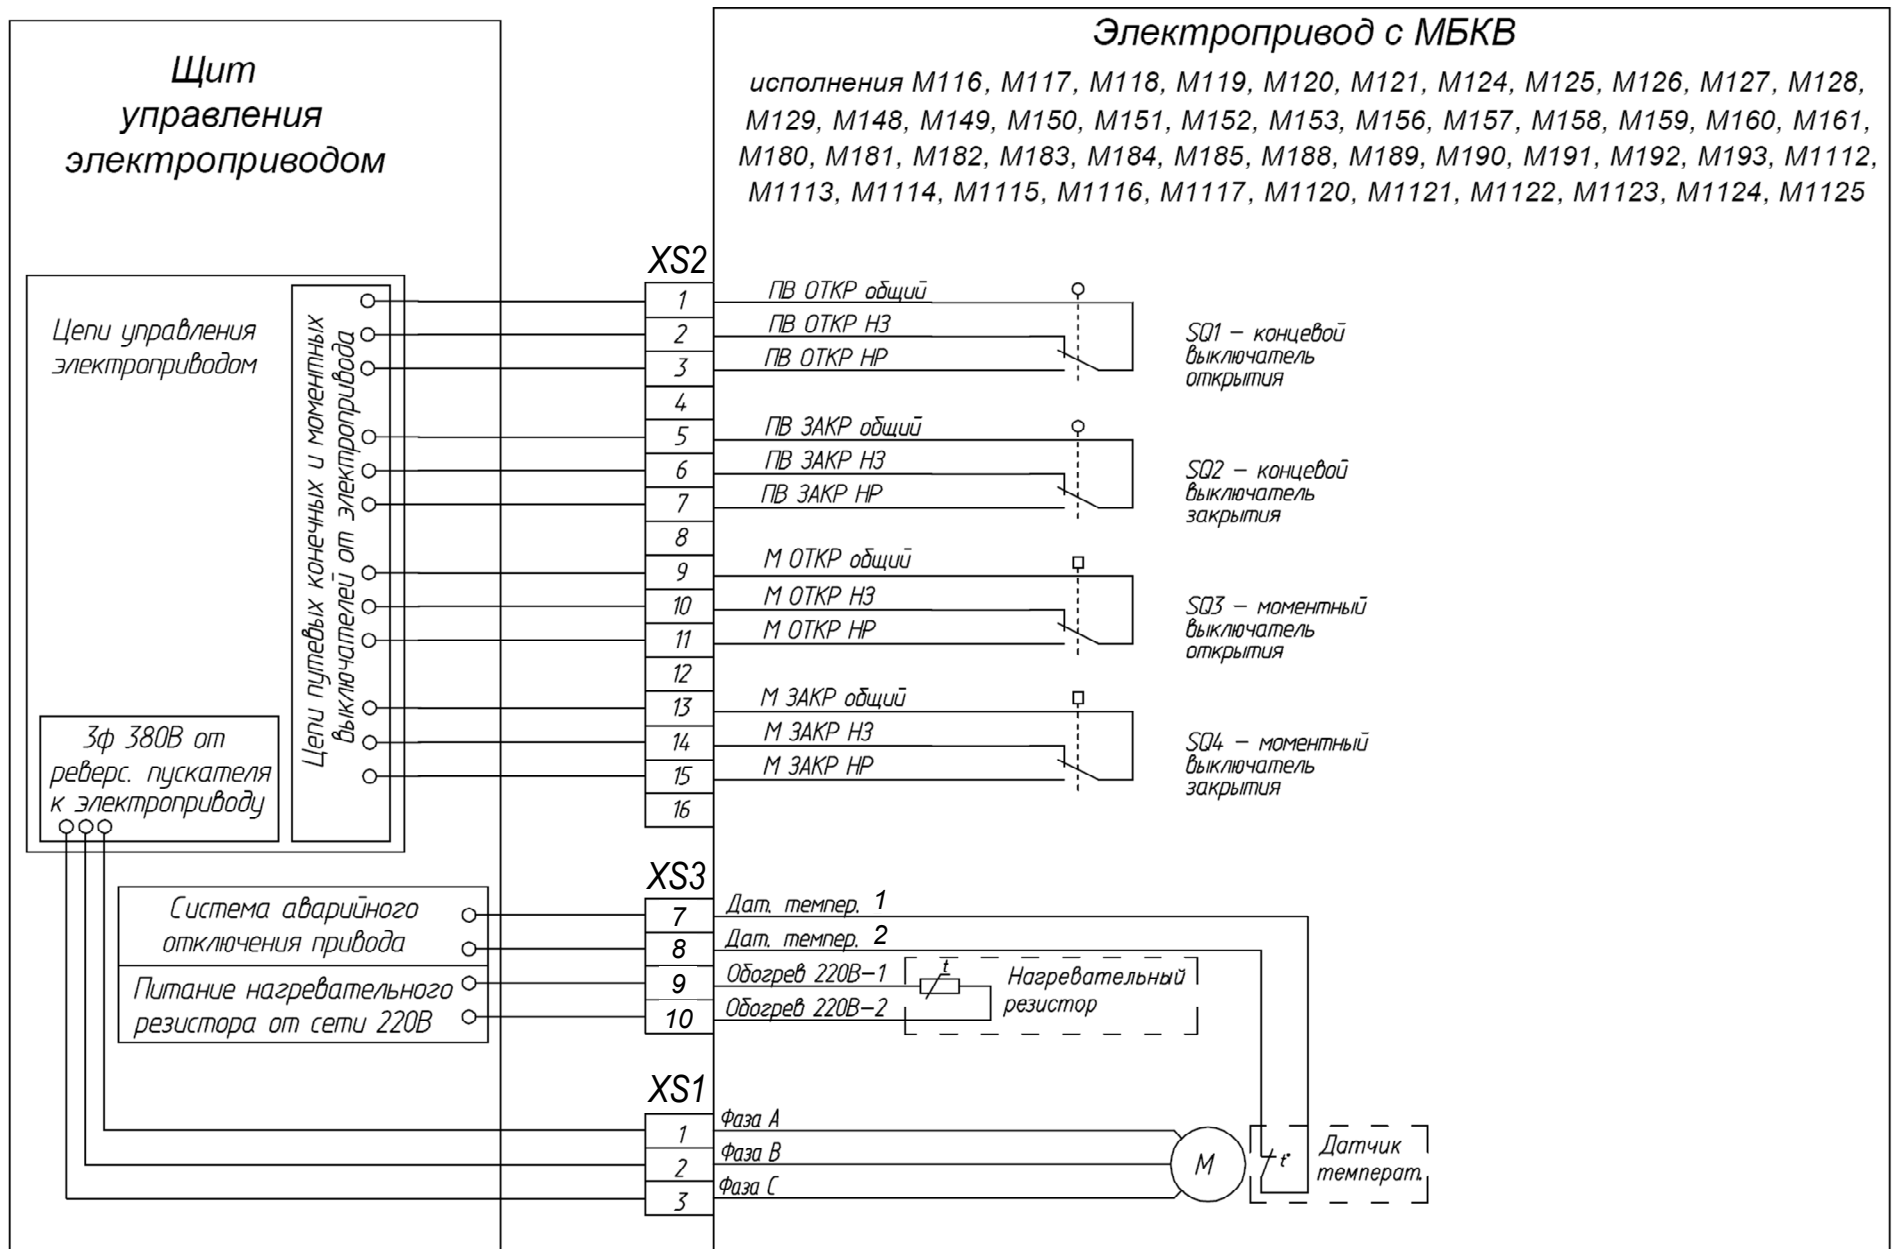 Щит
управления
электроприводом
Электропривод с МБКВ
исполнения М116, М117, М118, М119, М120, М121, М124, М125, М126, М127, М128,
М129, М148, М149, М150, М151, М152, М153, М156, М157, М158, М159, М160, М161,
М180, М181, М182, М183, М184, М185, М188, М189, М190, М191, М192, М193, М1112,
М1113, М1114, М1115, М1116, М1117, М1120, М1121, М1122, М1123, М1124, М1125
Цепи управления
электроприводом
Цепи путевых конечных и моментных
выключателей от электропривода
3ф 380В от
реверс. пускателя
к электроприводу
XS2
1 ПВ ОТКР общий
2 ПВ ОТКР НЗ
3 ПВ ОТКР НР
4
5 ПВ ЗАКР общий
6 ПВ ЗАКР НЗ
7 ПВ ЗАКР НР
8
9 М ОТКР общий
10 М ОТКР НЗ
11 М ОТКР НР
12
13 М ЗАКР общий
14 М ЗАКР НЗ
15 М ЗАКР НР
16
SQ1 – концевой
выключатель
открытия
SQ2 – концевой
выключатель
закрытия
SQ3 – моментный
выключатель
открытия
SQ4 – моментный
выключатель
закрытия
Система аварийного
отключения привода
Питание нагревательного
резистора от сети 220В
XS3
7 Дат. темпер. 1
8 Дат. темпер. 2
9 Обогрев 220В–1
10 Обогрев 220В–2
t
Нагревательный
резистор
XS1
1 Фаза А
2 Фаза В
3 Фаза С
М
t°
Датчик
температ.